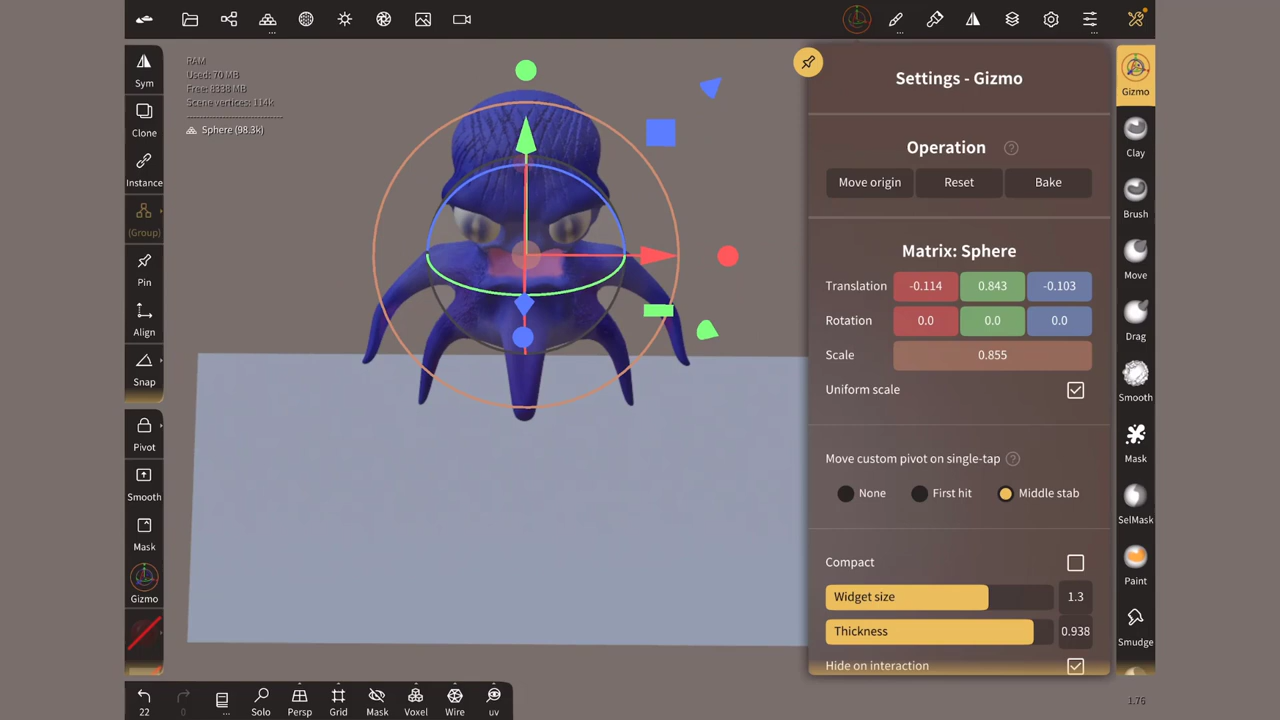 RAM
Used: 70 MB
Free: 8338 MB
Scene vertices: 114k
Sphere (98.3k)
Sym
Clone
Instance
(Group)
Pin
Align
Snap
Pivot
Smooth
Mask
Gizmo
22
0
Solo
Persp
Grid
Mask
Voxel
Wire
uv
Settings - Gizmo
Operation ?
Move origin Reset Bake
Matrix: Sphere
Translation -0.114 0.843 -0.103
Rotation 0.0 0.0 0.0
Scale 0.855
Uniform scale
Move custom pivot on single-tap ?
None First hit Middle stab
Compact
Widget size 1.3
Thickness 0.938
Hide on interaction
Gizmo
Clay
Brush
Move
Drag
Smooth
Mask
SelMask
Paint
Smudge
1.76